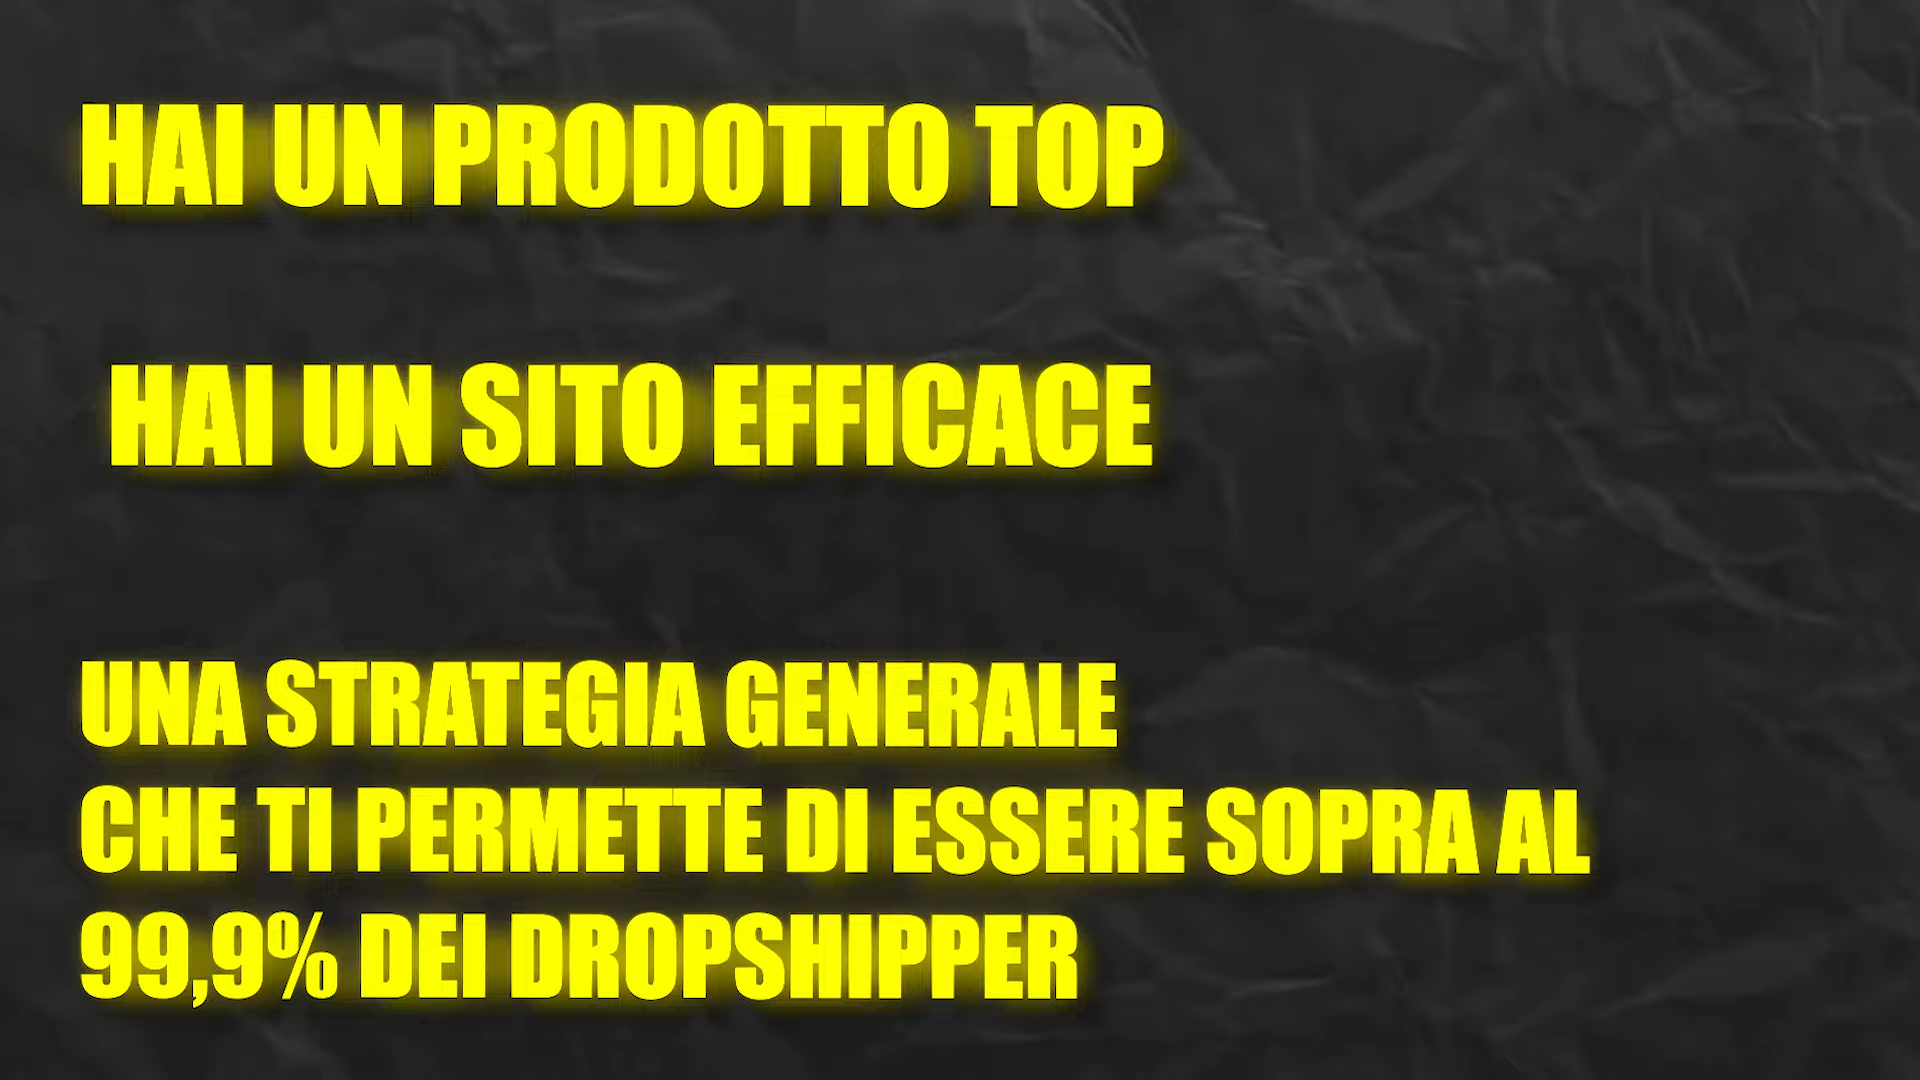 HAI UN PRODOTTO TOP
HAI UN SITO EFFICACE
UNA STRATEGIA GENERALE
CHE TI PERMETTE DI ESSERE SOPRA AL
99,9% DEI DROPSHIPPER